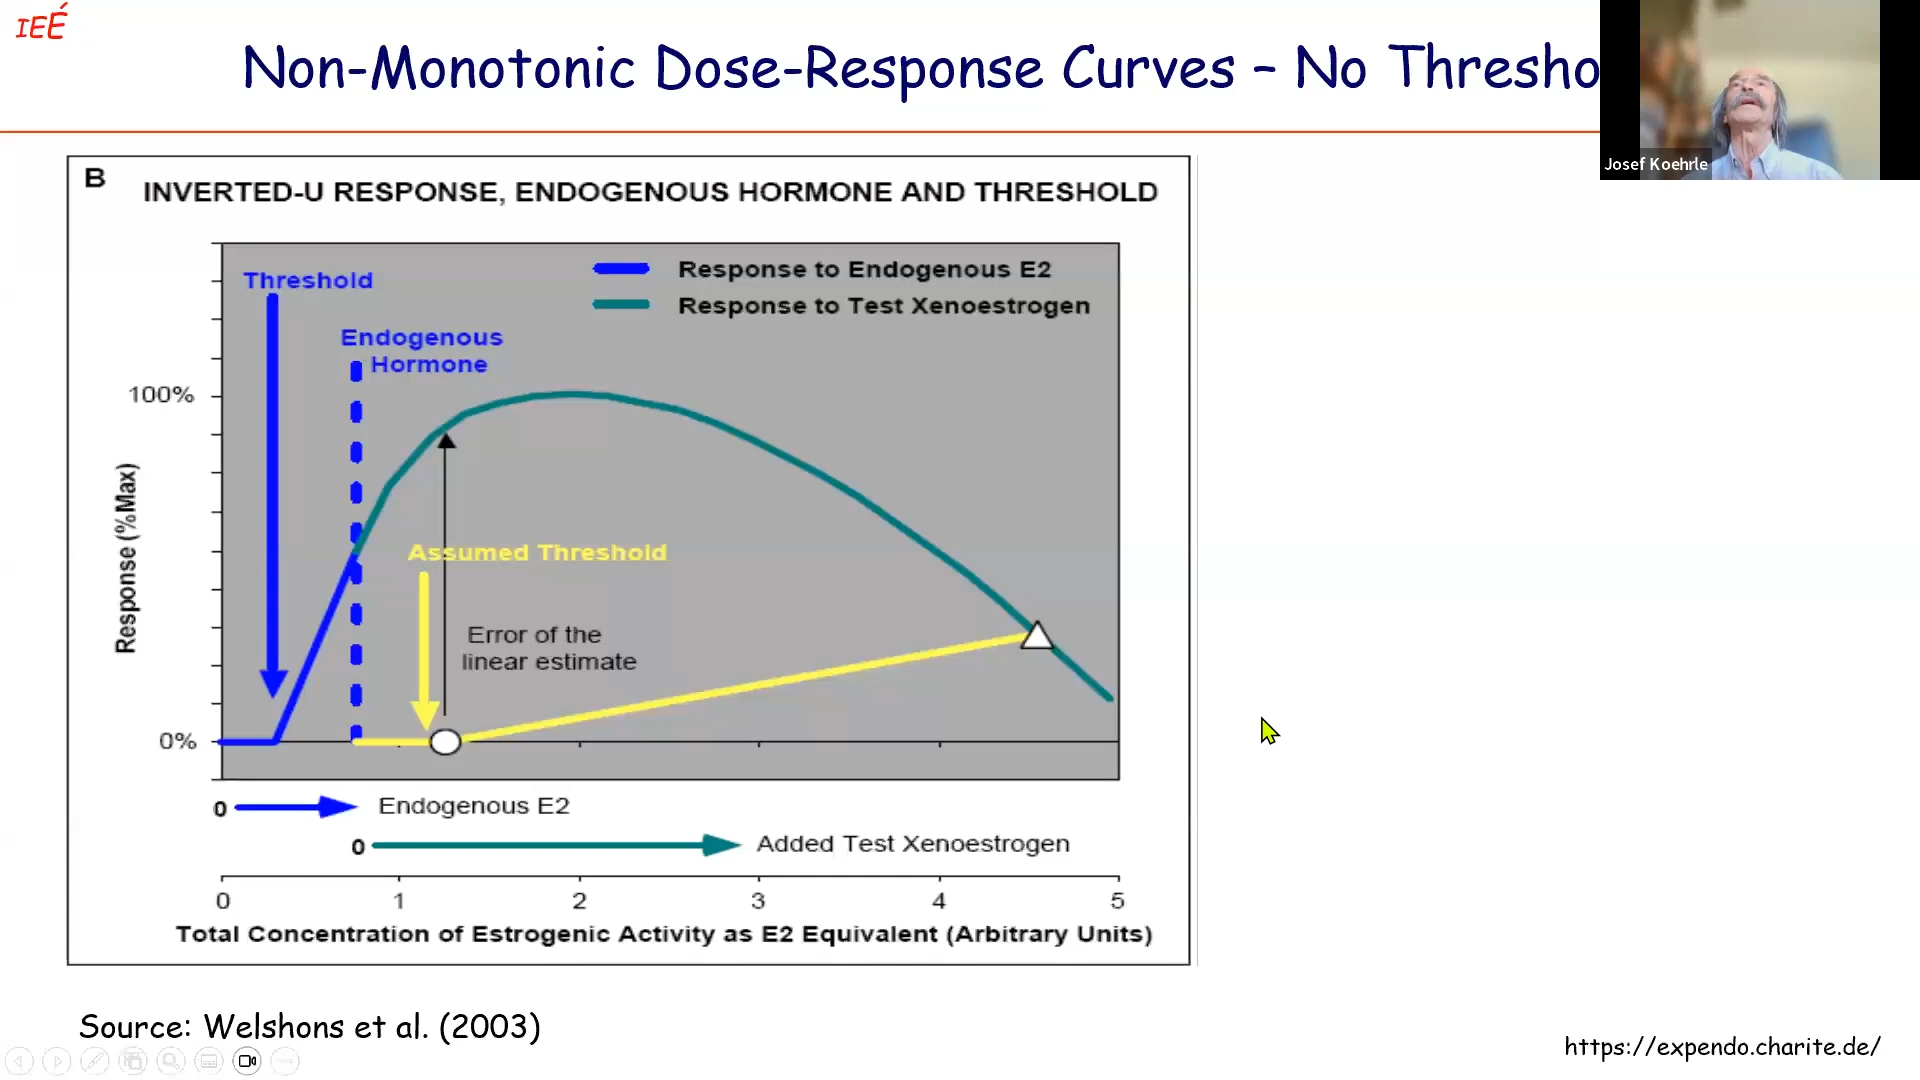 IEÉ
Non-Monotonic Dose-Response Curves – No Thresho
Josef Koehrle
B
INVERTED-U RESPONSE, ENDOGENOUS HORMONE AND THRESHOLD
Threshold
Response to Endogenous E2
Response to Test Xenoestrogen
Endogenous
Hormone
100%
Assumed Threshold
Response (%Max)
Error of the
linear estimate
0%
0 Endogenous E2
0 Added Test Xenoestrogen
0 1 2 3 4 5
Total Concentration of Estrogenic Activity as E2 Equivalent (Arbitrary Units)
Source: Welshons et al. (2003)
https://expendo.charite.de/